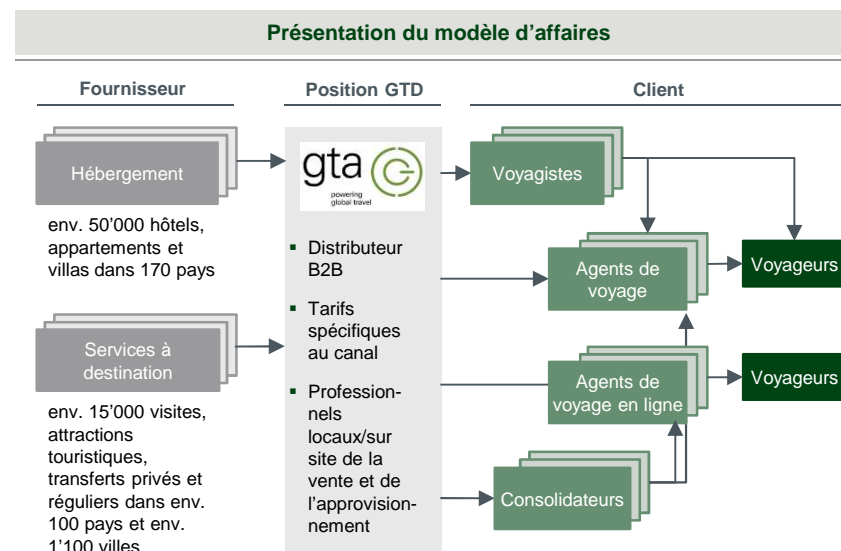 Présentation du modèle d’affaires
Fournisseur
Position GTD
Client
Hébergement
env. 50’000 hôtels,
appartements et
villas dans 170 pays
Services à
destination
env. 15’000 visites,
attractions
touristiques,
transferts privés et
réguliers dans env.
100 pays et env.
1’100 villes
gta
powering
global travel
▪ Distributeur
B2B
▪ Tarifs
spécifiques
au canal
▪ Profession-
nels
locaux/sur
site de la
vente et de
l’approvision-
nement
Voyagistes
Agents de
voyage
Voyageurs
Agents de
voyage en ligne
Voyageurs
Consolidateurs